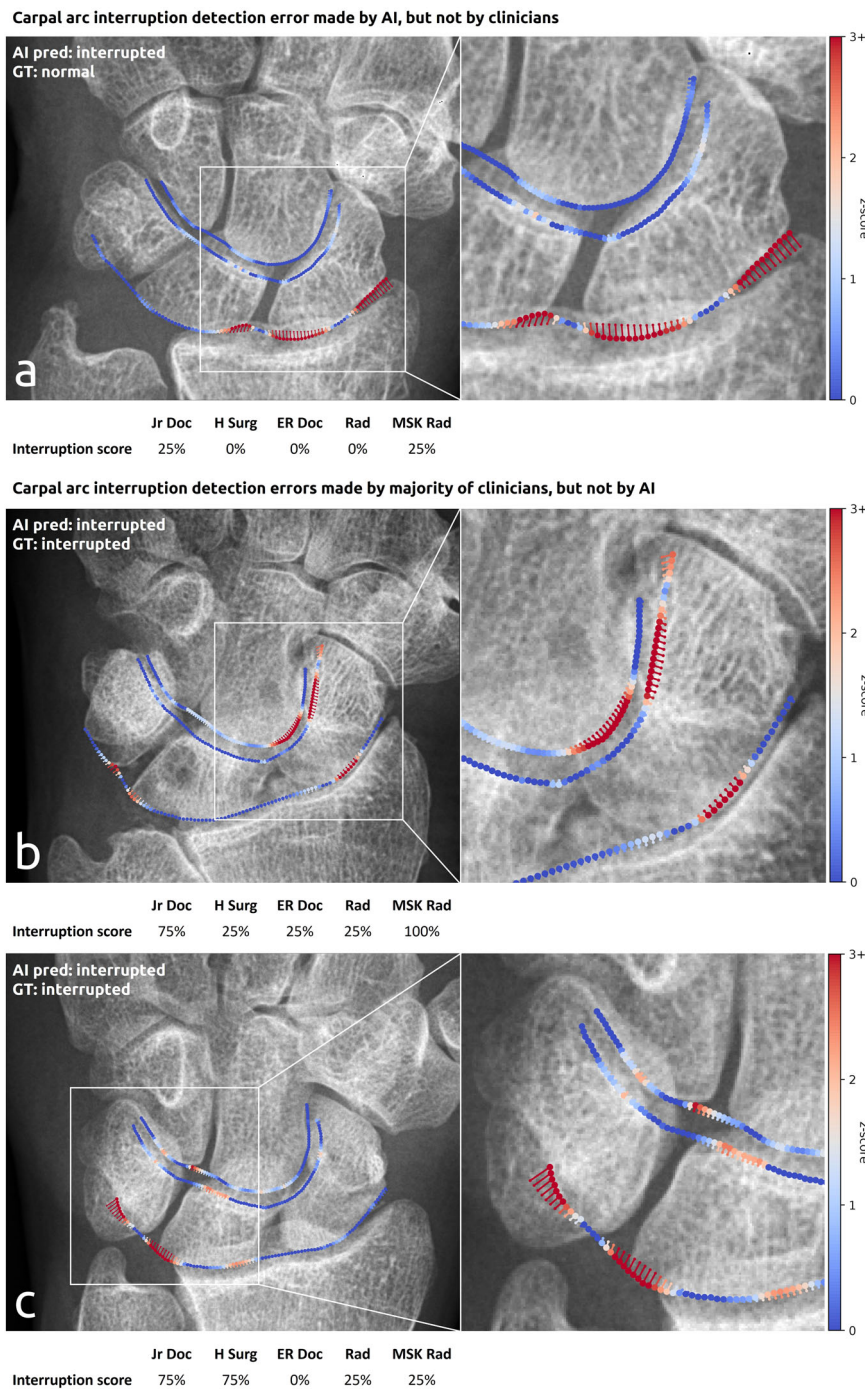 Carpal arc interruption detection error made by AI, but not by clinicians
AI pred: interrupted
GT: normal
3+
2
1
0
z-score
a
Jr Doc H Surg ER Doc Rad MSK Rad
Interruption score 25% 0% 0% 0% 25%
Carpal arc interruption detection errors made by majority of clinicians, but not by AI
AI pred: interrupted
GT: interrupted
3+
2
1
0
z-score
b
Jr Doc H Surg ER Doc Rad MSK Rad
Interruption score 75% 25% 25% 25% 100%
AI pred: interrupted
GT: interrupted
3+
2
1
0
z-score
c
Jr Doc H Surg ER Doc Rad MSK Rad
Interruption score 75% 75% 0% 25% 25%